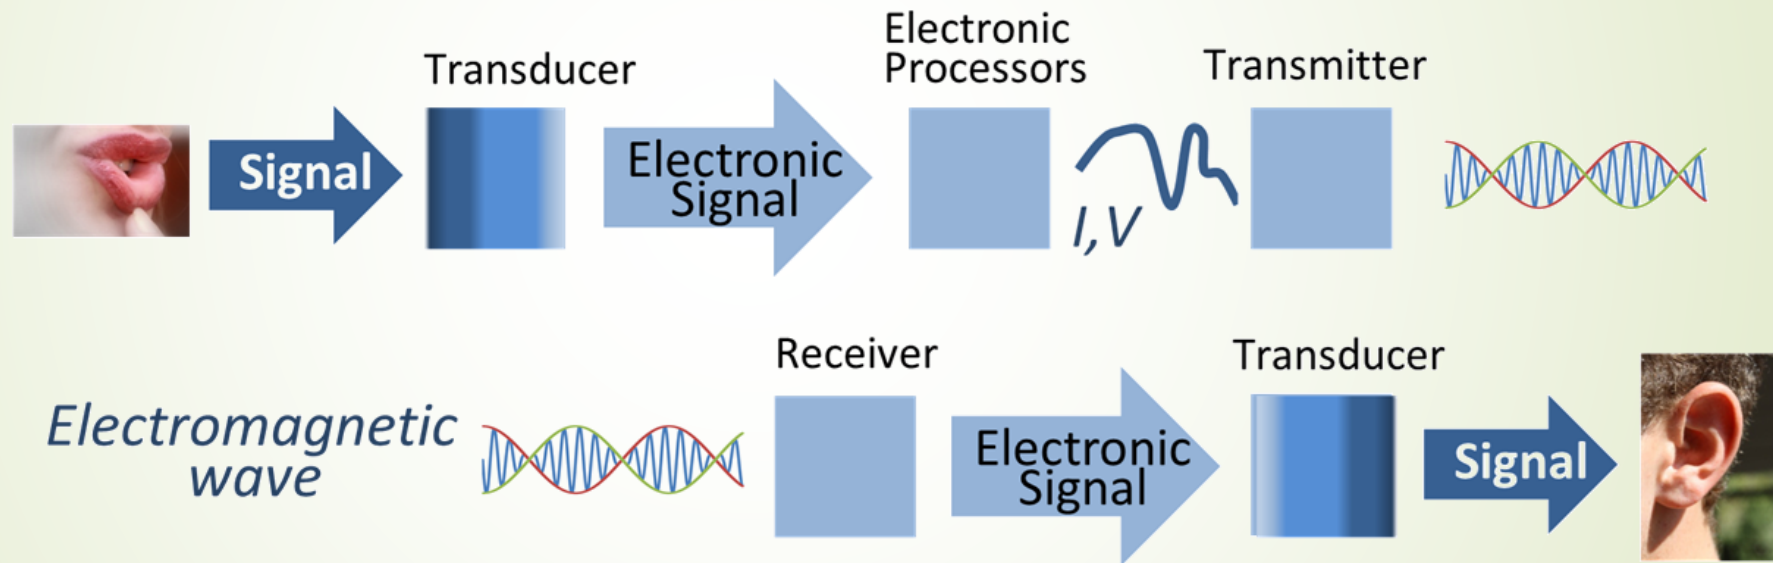 Electronic
Processors
Transducer
Transmitter
Signal
Electronic
Signal
I,V
Receiver
Transducer
Electromagnetic
wave
Electronic
Signal
Signal